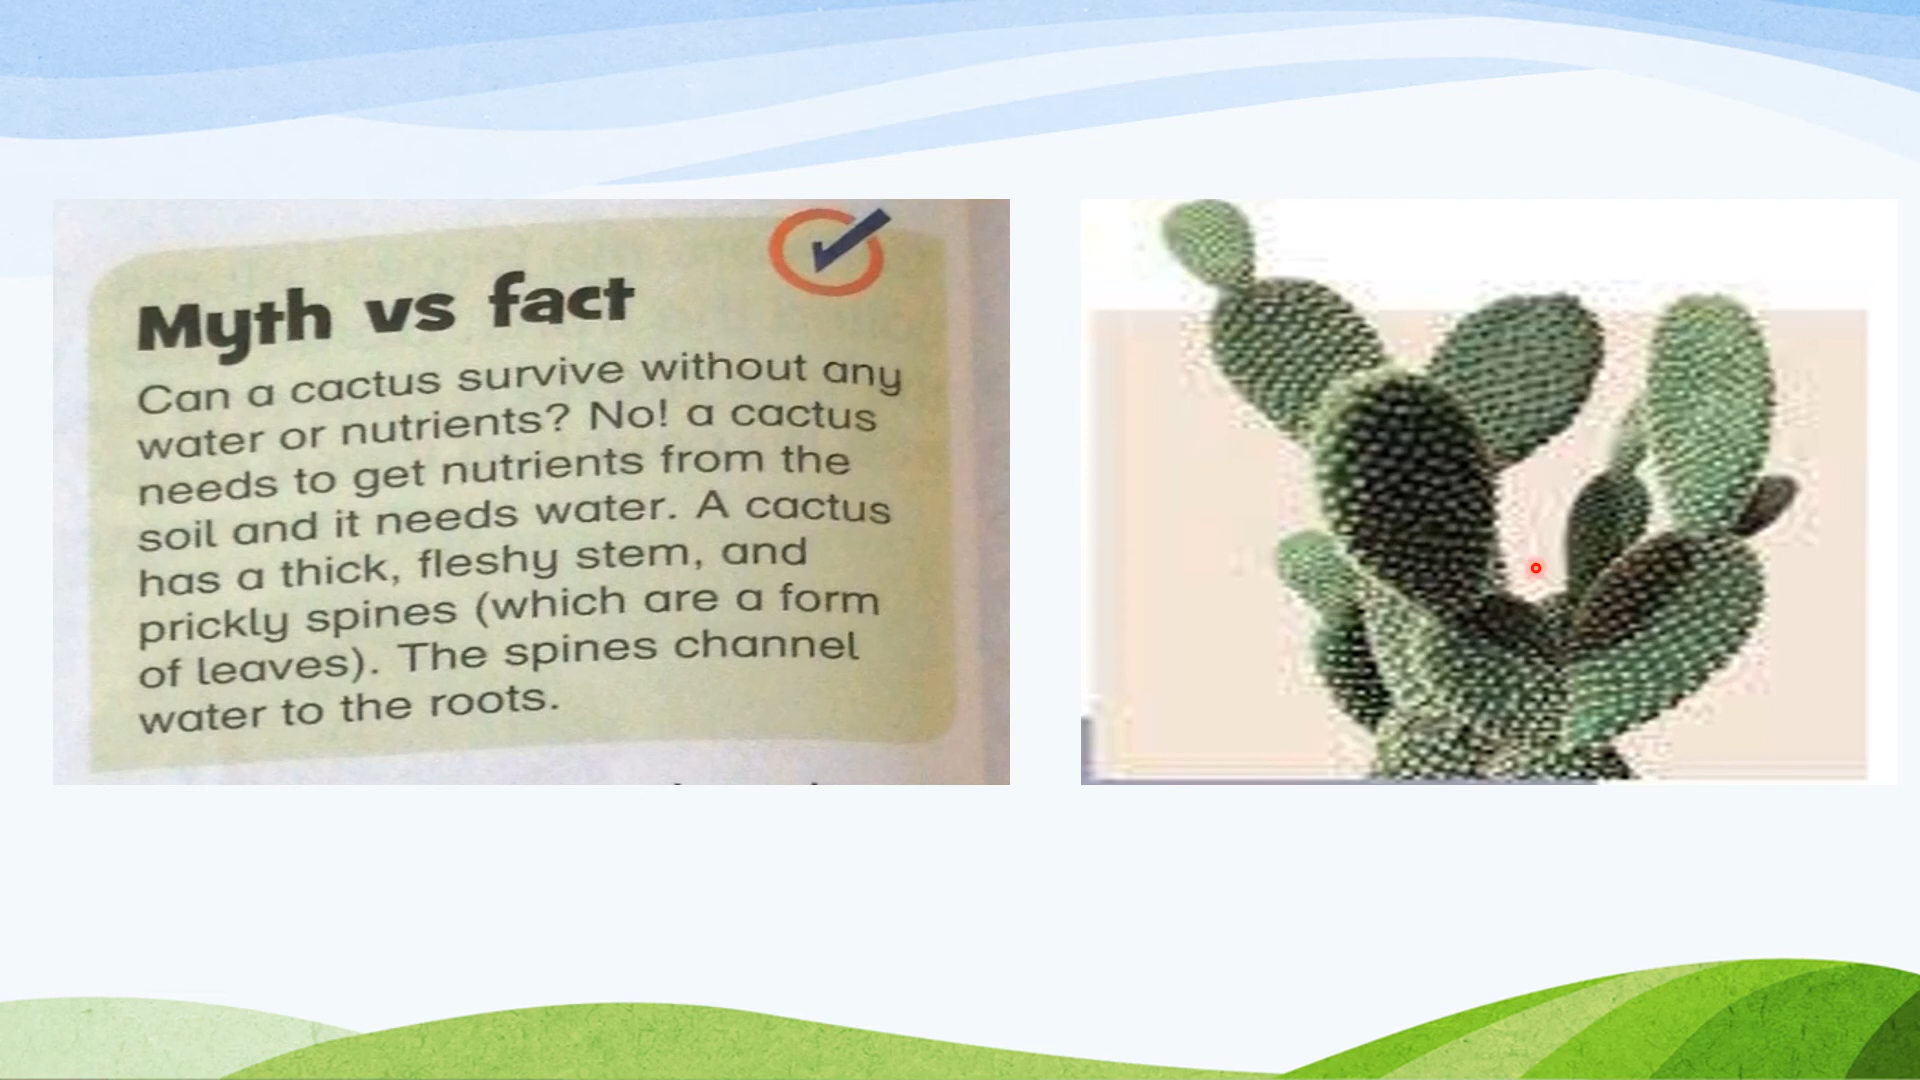 Myth vs fact
Can a cactus survive without any
water or nutrients? No! a cactus
needs to get nutrients from the
soil and it needs water. A cactus
has a thick, fleshy stem, and
prickly spines (which are a form
of leaves). The spines channel
water to the roots.